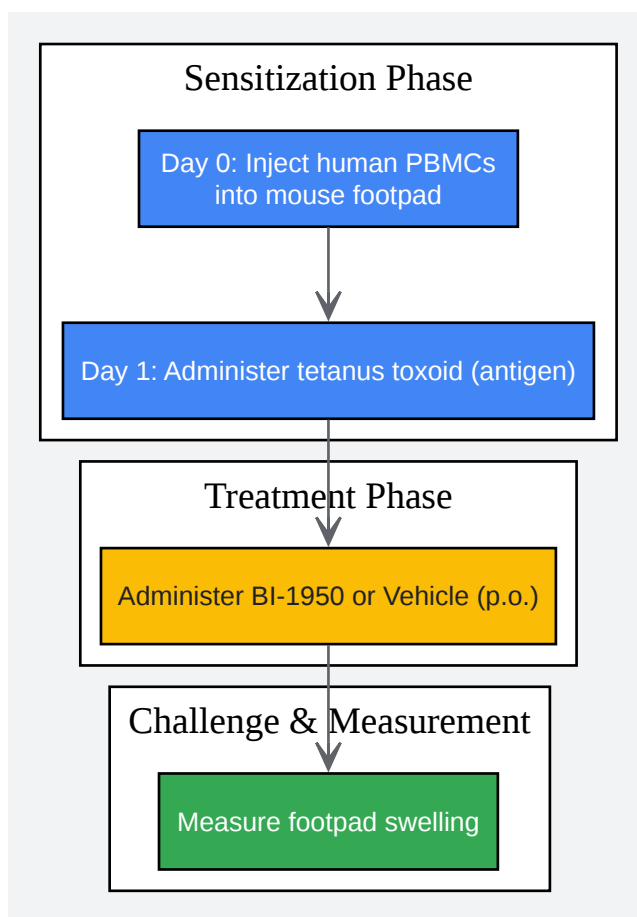 Sensitization Phase
Day 0: Inject human PBMCs
into mouse footpad
Day 1: Administer tetanus toxoid (antigen)
Treatment Phase
Administer BI-1950 or Vehicle (p.o.)
Challenge & Measurement
Measure footpad swelling